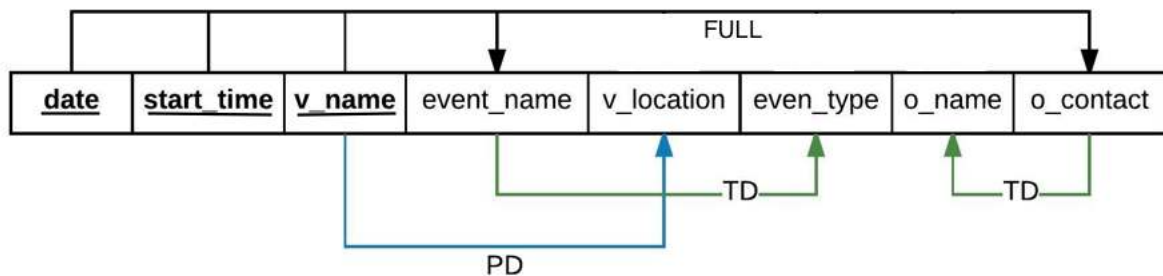 FULL
date start_time v_name event_name v_location even_type o_name o_contact
TD TD
PD